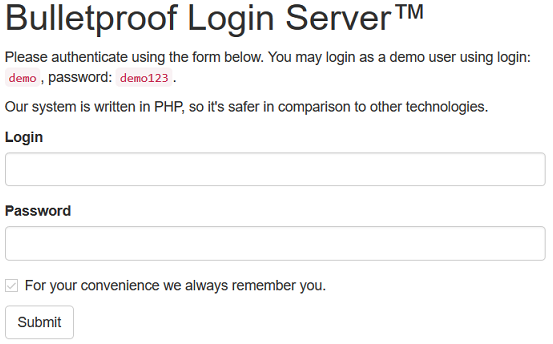 Bulletproof Login Server™
Please authenticate using the form below. You may login as a demo user using login:
demo , password: demo123 .
Our system is written in PHP, so it's safer in comparison to other technologies.
Login
Password
For your convenience we always remember you.
Submit